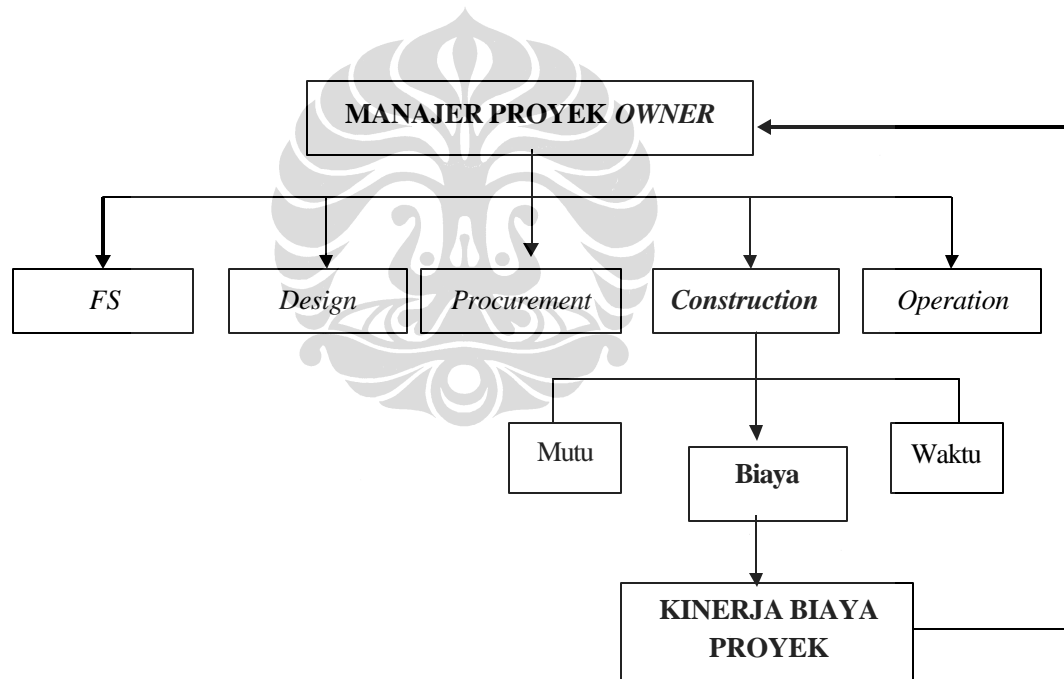 MANAJER PROYEK OWNER
FS
Design
Procurement
Construction
Operation
Mutu
Biaya
Waktu
KINERJA BIAYA
PROYEK